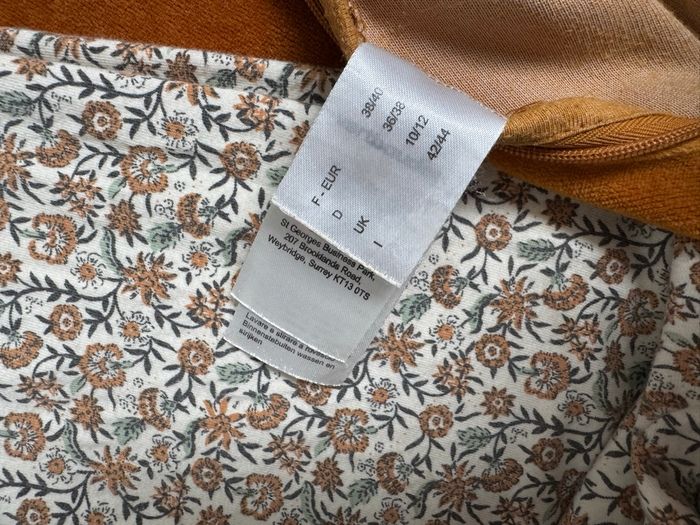 F - EUR 38/40
D 36/38
UK 10/12
I 42/44
St Georges Business Park,
207 Brooklands Road,
Weybridge, Surrey KT13 0TS
Lavare e stirare a rovescio
Binnenstebuiten wassen en
strijken